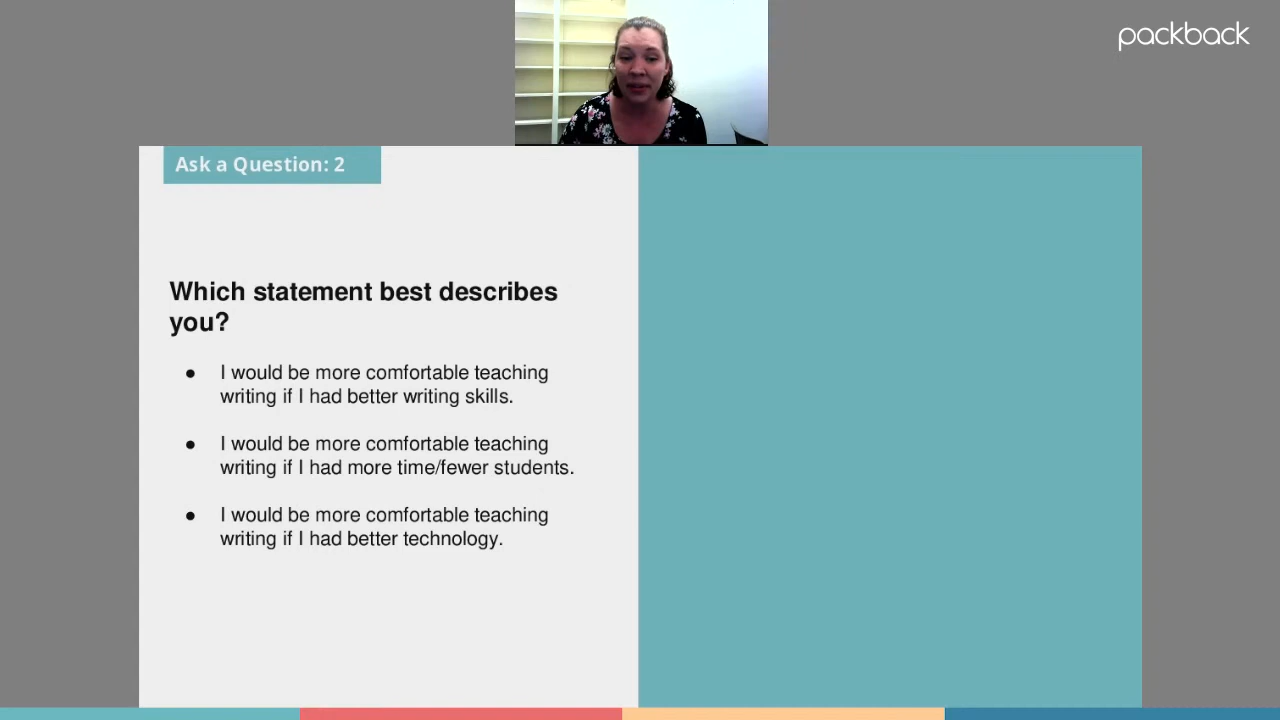 packback
Ask a Question: 2
Which statement best describes
you?
● I would be more comfortable teaching
writing if I had better writing skills.
● I would be more comfortable teaching
writing if I had more time/fewer students.
● I would be more comfortable teaching
writing if I had better technology.